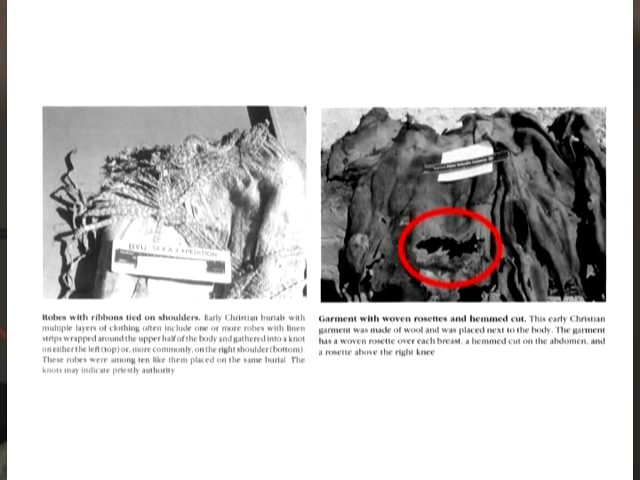 BYU SEILA EXPEDITION
Robes with ribbons tied on shoulders. Early Christian burials with
multiple layers of clothing often include one or more robes with linen
strips wrapped around the upper half of the body and gathered into a knot
on either the left (top) or, more commonly, on the right shoulder (bottom).
These robes were among ten like them placed on the same burial. The
knots may indicate priestly authority
Garment with woven rosettes and hemmed cut. This early Christian
garment was made of wool and was placed next to the body. The garment
has a woven rosette over each breast, a hemmed cut on the abdomen, and
a rosette above the right knee